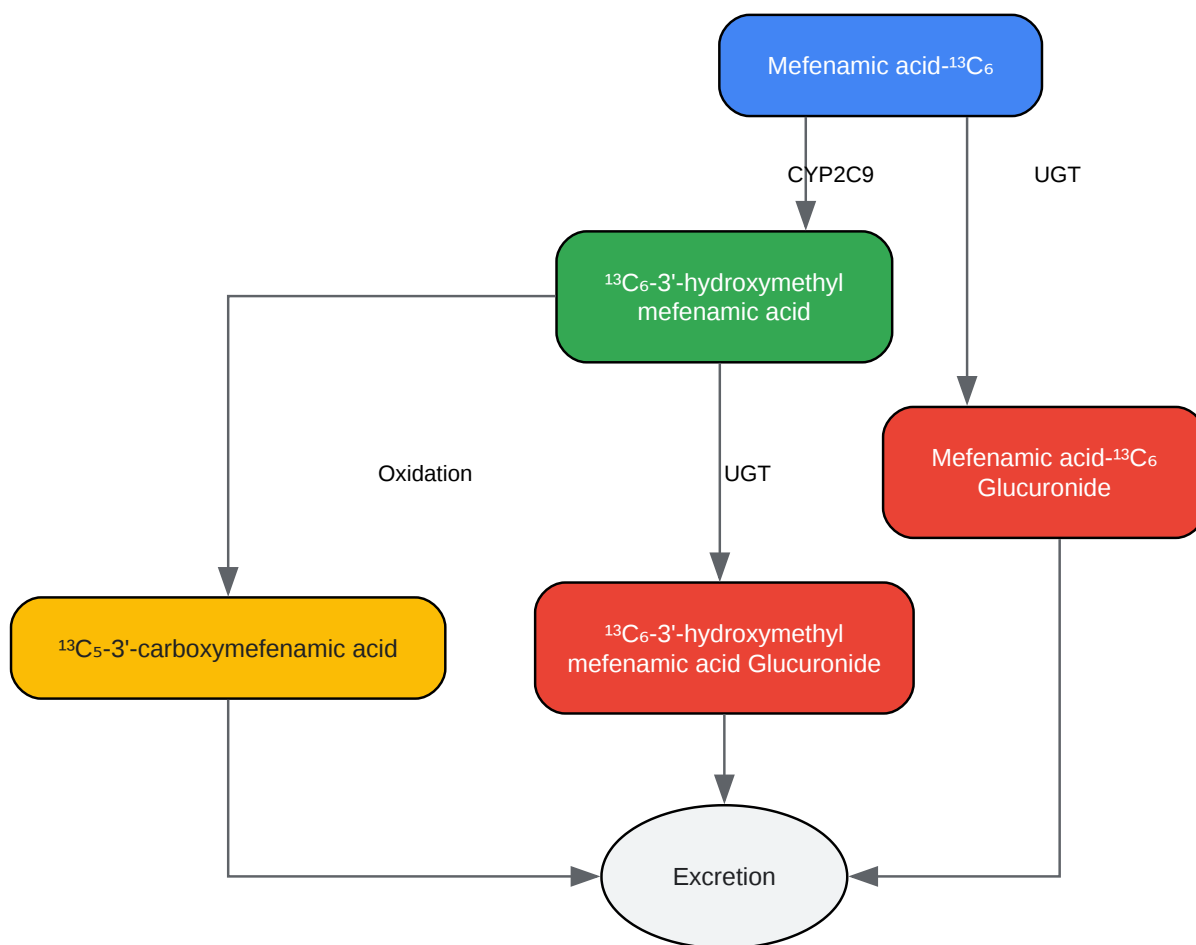 Mefenamic acid-¹³C₆
CYP2C9
UGT
¹³C₆-3'-hydroxymethyl
mefenamic acid
Mefenamic acid-¹³C₆
Glucuronide
Oxidation
UGT
¹³C₅-3'-carboxymefenamic acid
¹³C₆-3'-hydroxymethyl
mefenamic acid Glucuronide
Excretion